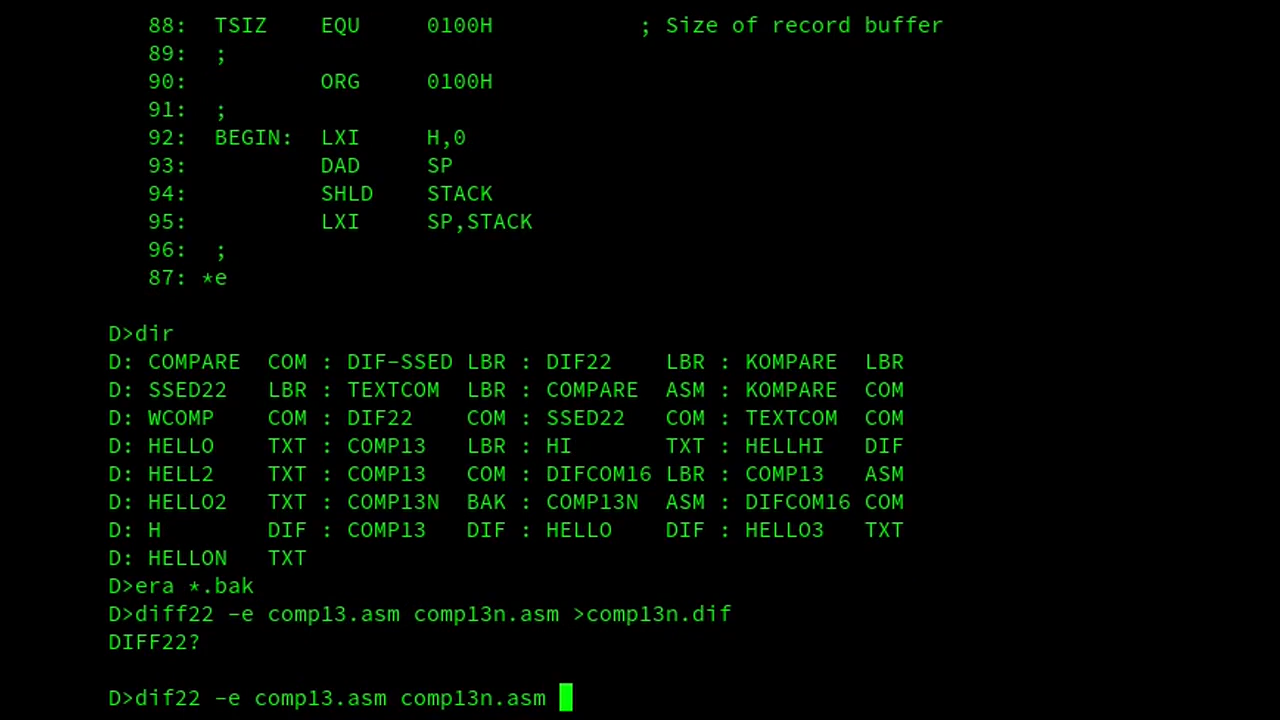 88:  TSIZ    EQU     0100H           ; Size of record buffer
89:  ;
90:          ORG     0100H
91:  ;
92:  BEGIN:  LXI     H,0
93:          DAD     SP
94:          SHLD    STACK
95:          LXI     SP,STACK
96:  ;
87: *e
D>dir
D: COMPARE  COM : DIF-SSED LBR : DIF22    LBR : KOMPARE  LBR
D: SSED22   LBR : TEXTCOM  LBR : COMPARE  ASM : KOMPARE  COM
D: WCOMP    COM : DIF22    COM : SSED22   COM : TEXTCOM  COM
D: HELLO    TXT : COMP13   LBR : HI       TXT : HELLHI   DIF
D: HELL2    TXT : COMP13   COM : DIFCOM16 LBR : COMP13   ASM
D: HELLO2   TXT : COMP13N  BAK : COMP13N  ASM : DIFCOM16 COM
D: H        DIF : COMP13   DIF : HELLO    DIF : HELLO3   TXT
D: HELLON   TXT
D>era *.bak
D>diff22 -e comp13.asm comp13n.asm >comp13n.dif
DIFF22?
D>dif22 -e comp13.asm comp13n.asm